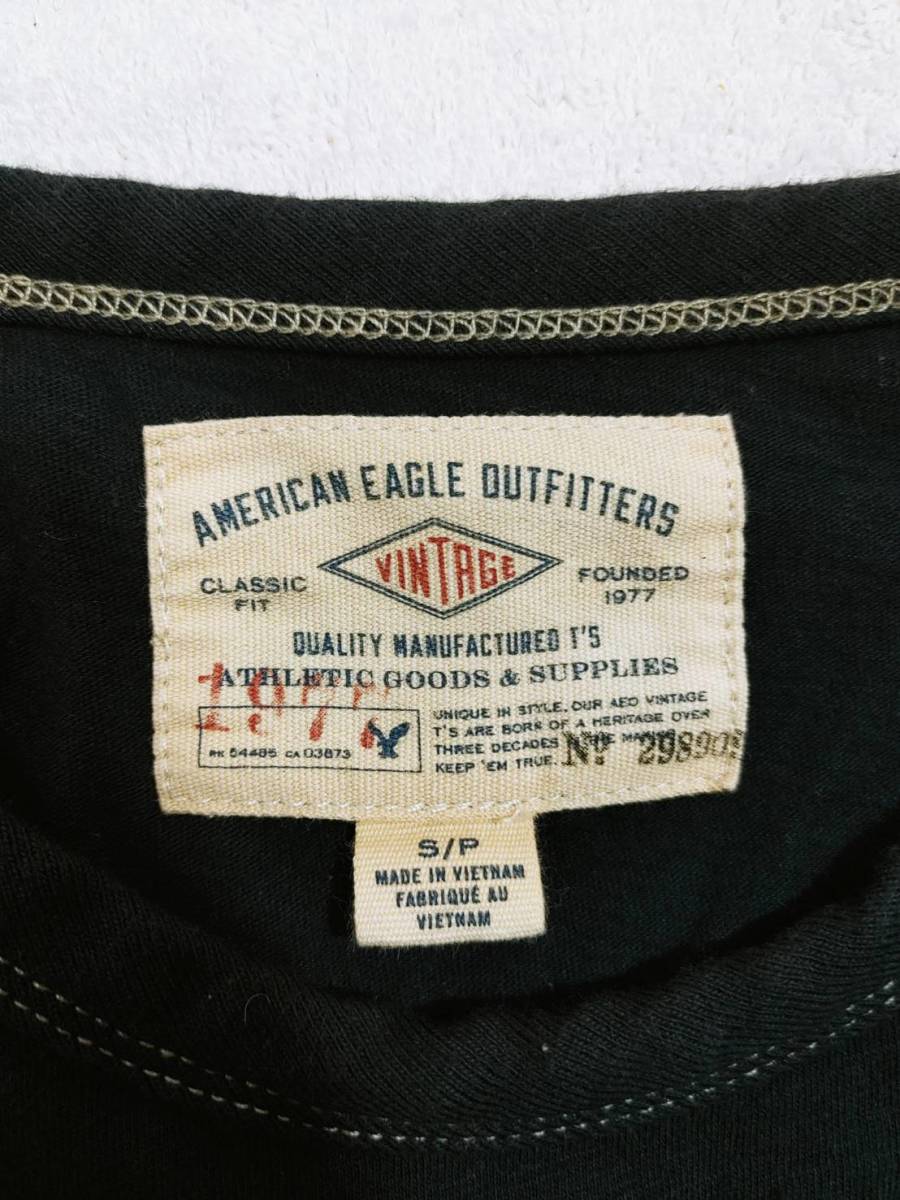 AMERICAN EAGLE OUTFITTERS
VINTAGE
CLASSIC
FIT
FOUNDED
1977
QUALITY MANUFACTURED T'S
ATHLETIC GOODS & SUPPLIES
1977
RN 54485 CA 03873
UNIQUE IN STYLE. OUR AEO VINTAGE
T'S ARE BORN OF A HERITAGE OVER
THREE DECADES
KEEP 'EM TRUE.
Nº 29890
S/P
MADE IN VIETNAM
FABRIQUÉ AU
VIETNAM